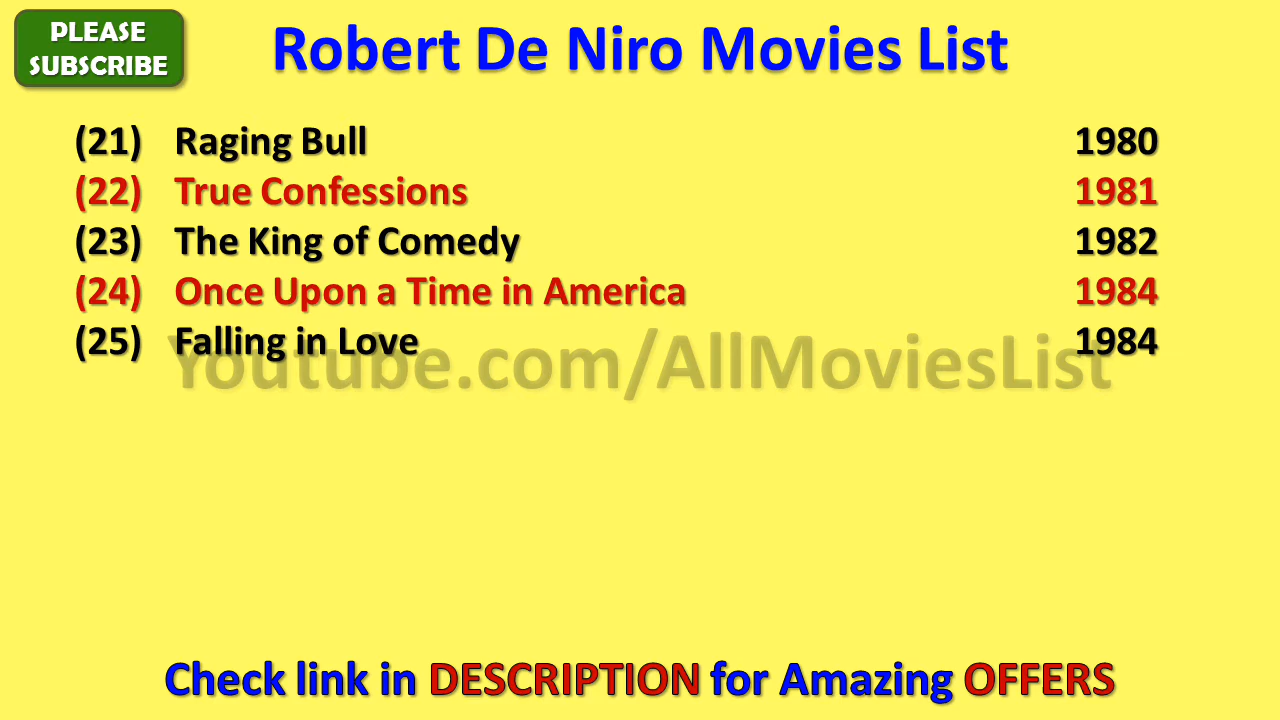 PLEASE
SUBSCRIBE
Robert De Niro Movies List
(21) Raging Bull 1980
(22) True Confessions 1981
(23) The King of Comedy 1982
(24) Once Upon a Time in America 1984
(25) Falling in Love 1984
Youtube.com/AllMoviesList
Check link in DESCRIPTION for Amazing OFFERS